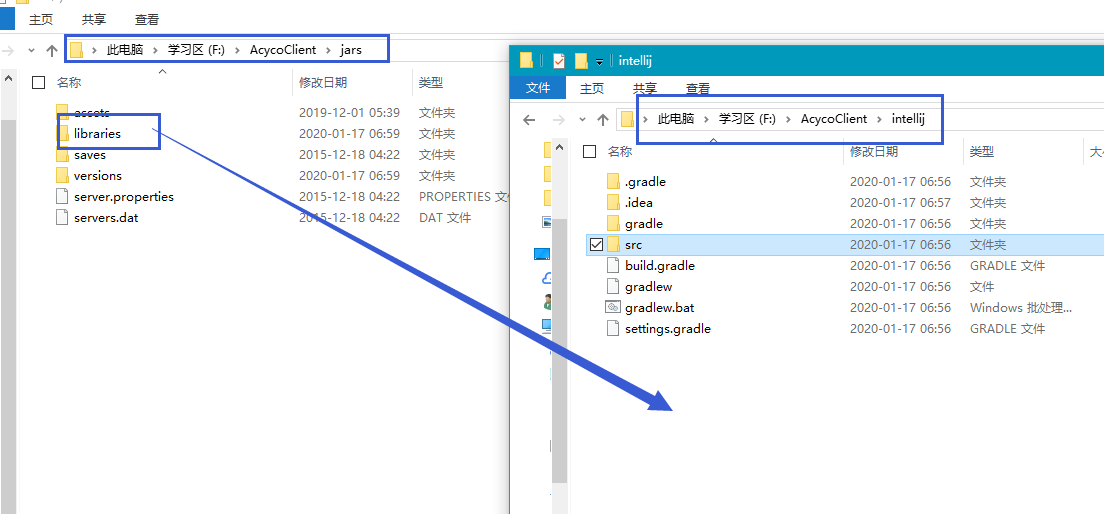 主页 共享 查看
此电脑 学习区 (F:) AcycoClient jars
名称 修改日期 类型
assets 2019-12-01 05:39 文件夹
libraries 2020-01-17 06:59 文件夹
saves 2015-12-18 04:22 文件夹
versions 2020-01-17 06:59 文件夹
server.properties 2015-12-18 04:22 PROPERTIES 文
servers.dat 2015-12-18 04:22 DAT 文件
intellij
文件 主页 共享 查看
此电脑 学习区 (F:) AcycoClient intellij
名称 修改日期 类型 大
.gradle 2020-01-17 06:56 文件夹
.idea 2020-01-17 06:57 文件夹
gradle 2020-01-17 06:56 文件夹
src 2020-01-17 06:56 文件夹
build.gradle 2020-01-17 06:56 GRADLE 文件
gradlew 2020-01-17 06:56 文件
gradlew.bat 2020-01-17 06:56 Windows 批处理...
settings.gradle 2020-01-17 06:56 GRADLE 文件